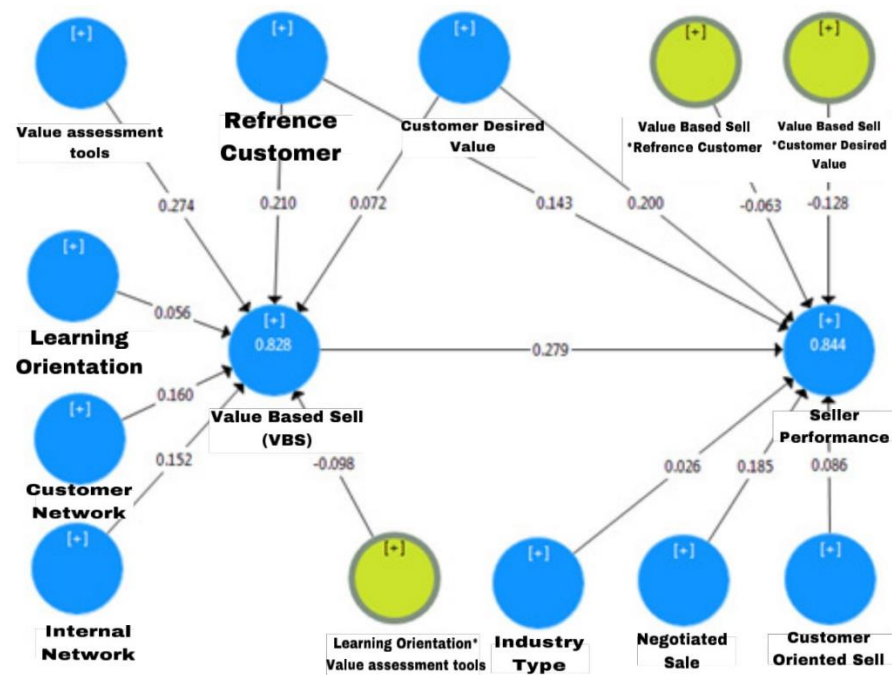 [+]
[+]
[+]
[+]
[+]
Value assessment
tools
Refrence
Customer
Customer Desired
Value
Value Based Sell
*Refrence Customer
Value Based Sell
*Customer Desired
Value
0.274
0.210
0.072
0.143
0.200
-0.063
-0.128
[+]
Learning
Orientation
0.056
[+]
0.828
Value Based Sell
(VBS)
0.279
[+]
0.844
Seller
Performance
[+]
Customer
Network
0.160
0.152
-0.098
0.026
0.185
0.086
[+]
Internal
Network
[+]
Learning Orientation*
Value assessment tools
[+]
Industry
Type
[+]
Negotiated
Sale
[+]
Customer
Oriented Sell